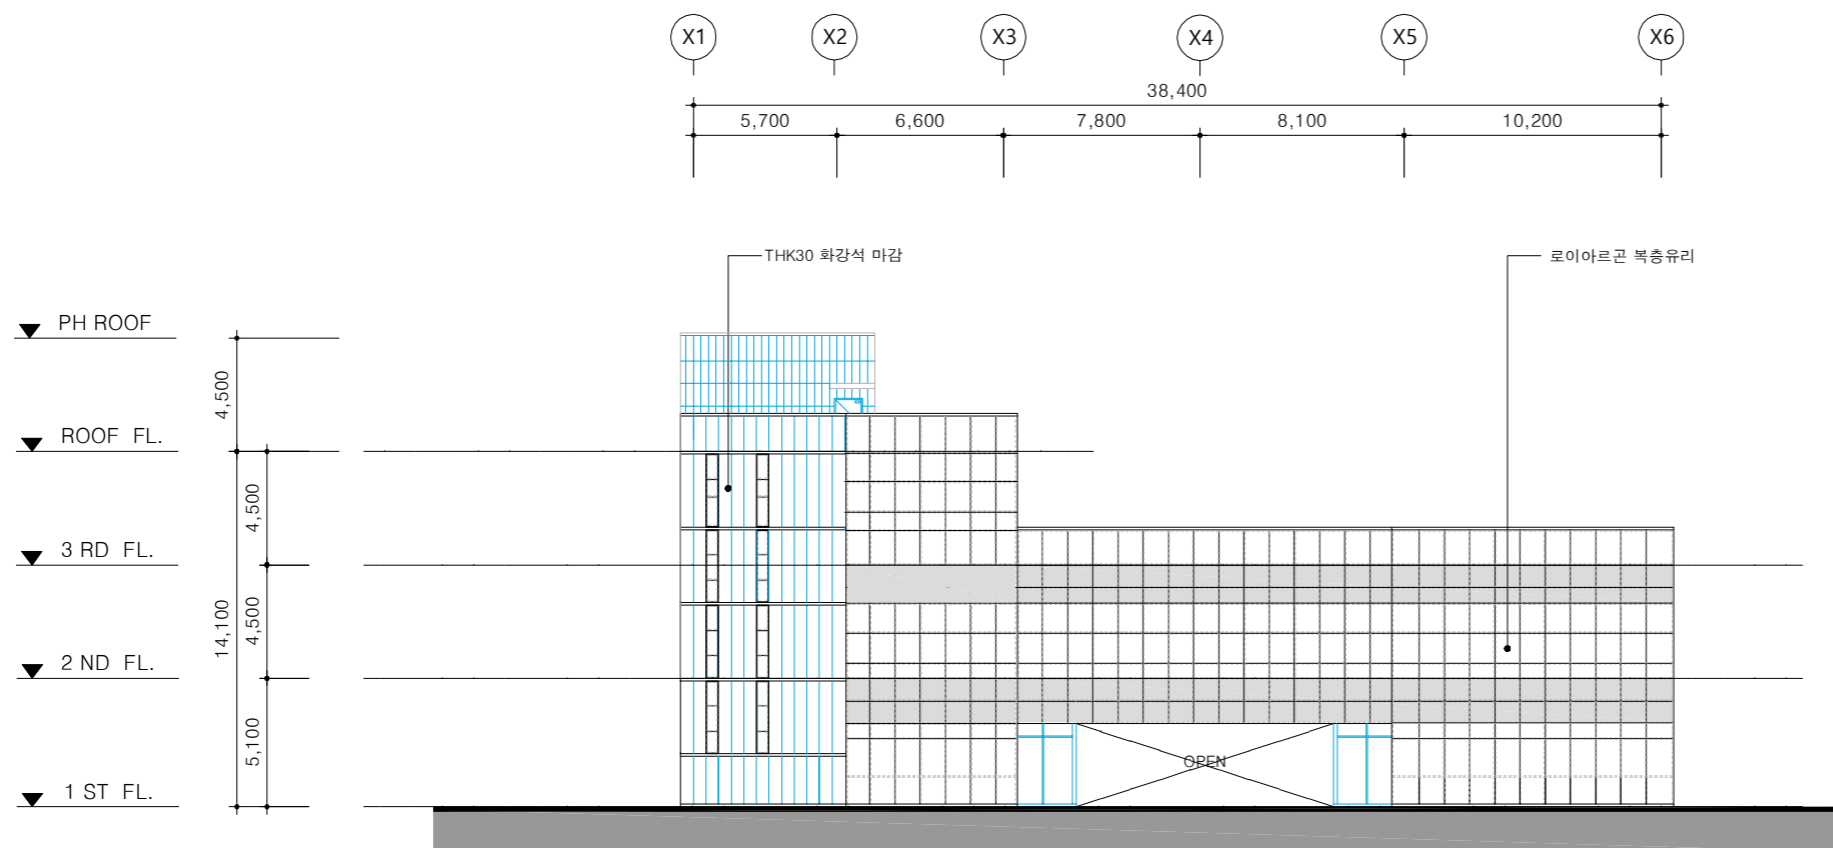 X1 X2 X3 X4 X5 X6
38,400
5,700 6,600 7,800 8,100 10,200
THK30 화강석 마감
로이아르곤 복층유리
PH ROOF
4,500
ROOF FL.
4,500
3 RD FL.
14,100
4,500
2 ND FL.
5,100
OPEN
1 ST FL.